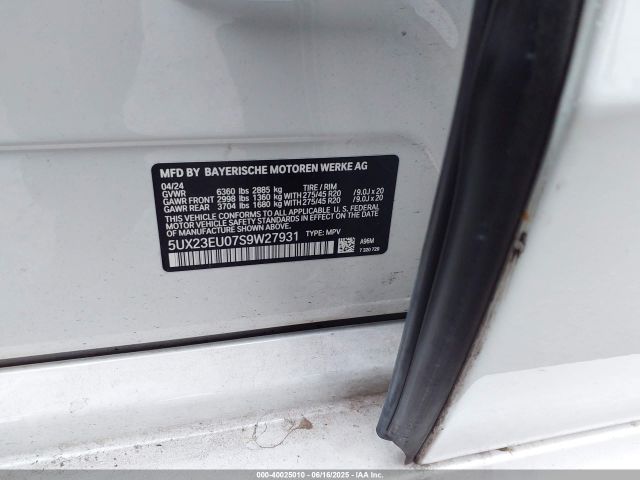 MFD BY BAYERISCHE MOTOREN WERKE AG
04/24
GVWR 6360 lbs 2885 kg TIRE / RIM
GAWR FRONT 2998 lbs 1360 kg WITH 275/45 R20 / 9.0J x 20
GAWR REAR 3704 lbs 1680 kg WITH 275/45 R20 / 9.0J x 20
THIS VEHICLE CONFORMS TO ALL APPLICABLE U.S. FEDERAL
MOTOR VEHICLE SAFETY STANDARDS IN EFFECT ON THE DATE OF
MANUFACTURE SHOWN ABOVE.
5UX23EU07S9W27931 TYPE: MPV
A96M
7 320 728
000-40025010 - 06/16/2025 - IAA Inc.